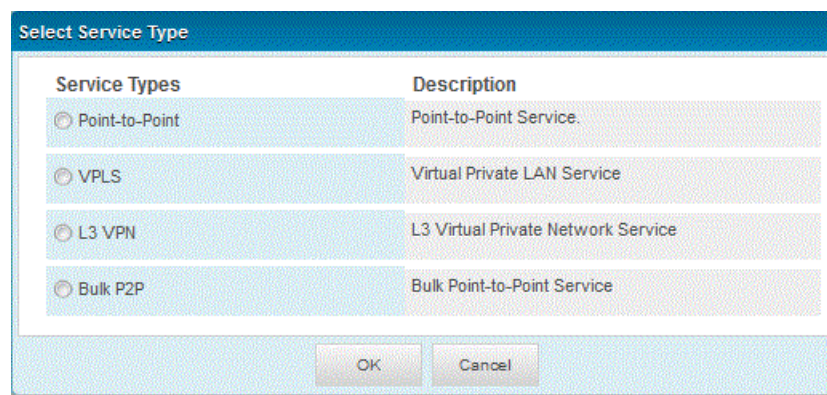 Select Service Type
Service Types Description
Point-to-Point Point-to-Point Service.
VPLS Virtual Private LAN Service
L3 VPN L3 Virtual Private Network Service
Bulk P2P Bulk Point-to-Point Service
OK Cancel